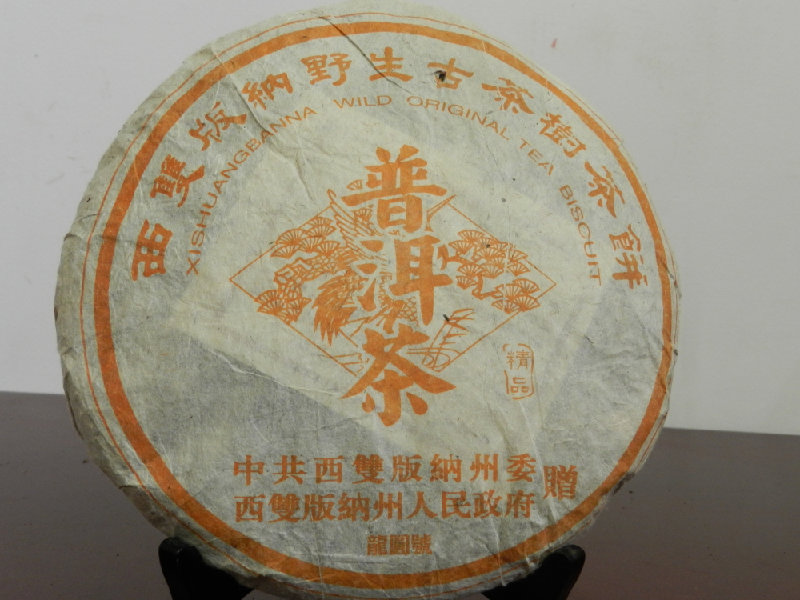 西雙版納野生古茶樹茶餅
XISHUANGBANNA WILD ORIGINAL TEA BISCUIT
普洱茶
精品
中共西雙版納州委
西雙版納州人民政府
贈
龍圓號